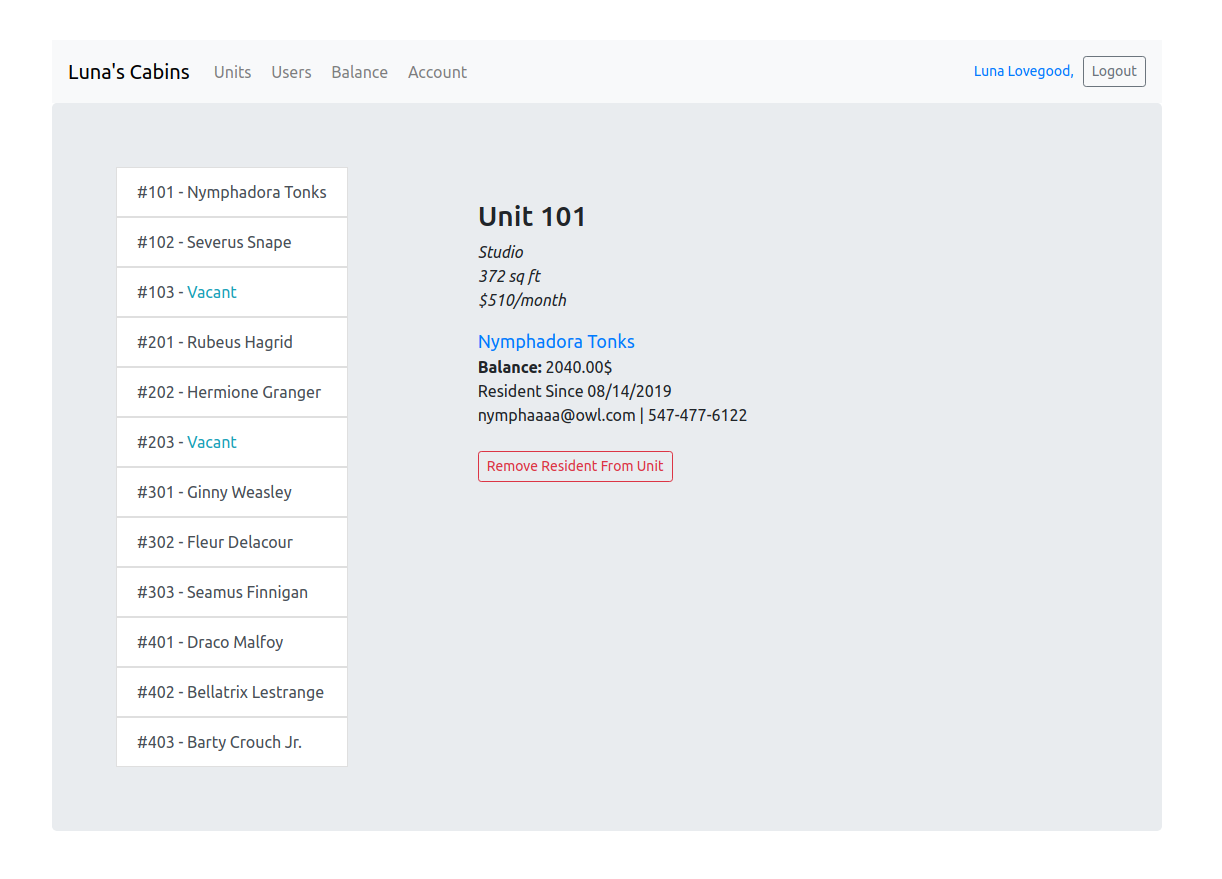 Luna's Cabins Units Users Balance Account Luna Lovegood, Logout
#101 - Nymphadora Tonks
#102 - Severus Snape
#103 - Vacant
#201 - Rubeus Hagrid
#202 - Hermione Granger
#203 - Vacant
#301 - Ginny Weasley
#302 - Fleur Delacour
#303 - Seamus Finnigan
#401 - Draco Malfoy
#402 - Bellatrix Lestrange
#403 - Barty Crouch Jr.
Unit 101
Studio
372 sq ft
$510/month
Nymphadora Tonks
Balance: 2040.00$
Resident Since 08/14/2019
nymphaaaa@owl.com | 547-477-6122
Remove Resident From Unit